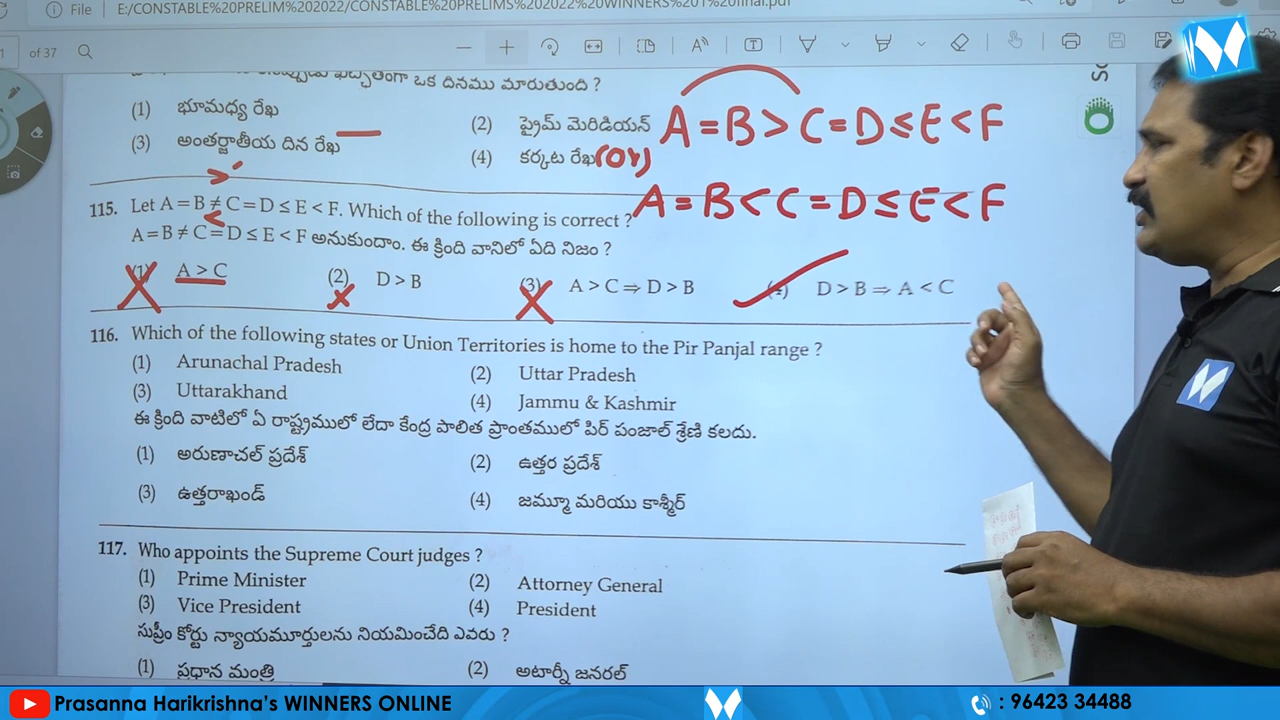 File | E:/CONSTABLE%20PRELIM%202022/CONSTABLE%20PRELIMS%202022%20WINNERS%201%20final.pdf
1 of 37
ఒక దినము మారుతుంది ?
(1) భూమధ్య రేఖ
(2) ప్రైమ్ మెరిడియన్
A = B > C = D ≤ E < F
(3) అంతర్జాతీయ దిన రేఖ
(4) కర్కట రేఖ (or)
>
115. Let A = B ≠ C = D ≤ E < F. Which of the following is correct ?
A = B < C = D ≤ E < F
<
A = B ≠ C = D ≤ E < F అనుకుందాం. ఈ క్రింది వానిలో ఏది నిజం ?
(1) A > C
(2) D > B
(3) A > C ⇒ D > B
(4) D > B ⇒ A < C
116. Which of the following states or Union Territories is home to the Pir Panjal range ?
(1) Arunachal Pradesh
(2) Uttar Pradesh
(3) Uttarakhand
(4) Jammu & Kashmir
ఈ క్రింది వాటిలో ఏ రాష్ట్రములో లేదా కేంద్ర పాలిత ప్రాంతములో పిర్ పంజాల్ శ్రేణి కలదు.
(1) అరుణాచల్ ప్రదేశ్
(2) ఉత్తర ప్రదేశ్
(3) ఉత్తరాఖండ్
(4) జమ్మూ మరియు కాశ్మీర్
117. Who appoints the Supreme Court judges ?
(1) Prime Minister
(2) Attorney General
(3) Vice President
(4) President
సుప్రీం కోర్టు న్యాయమూర్తులను నియమించేది ఎవరు ?
(1) ప్రధాన మంత్రి
(2) అటార్నీ జనరల్
Prasanna Harikrishna's WINNERS ONLINE
: 96423 34488